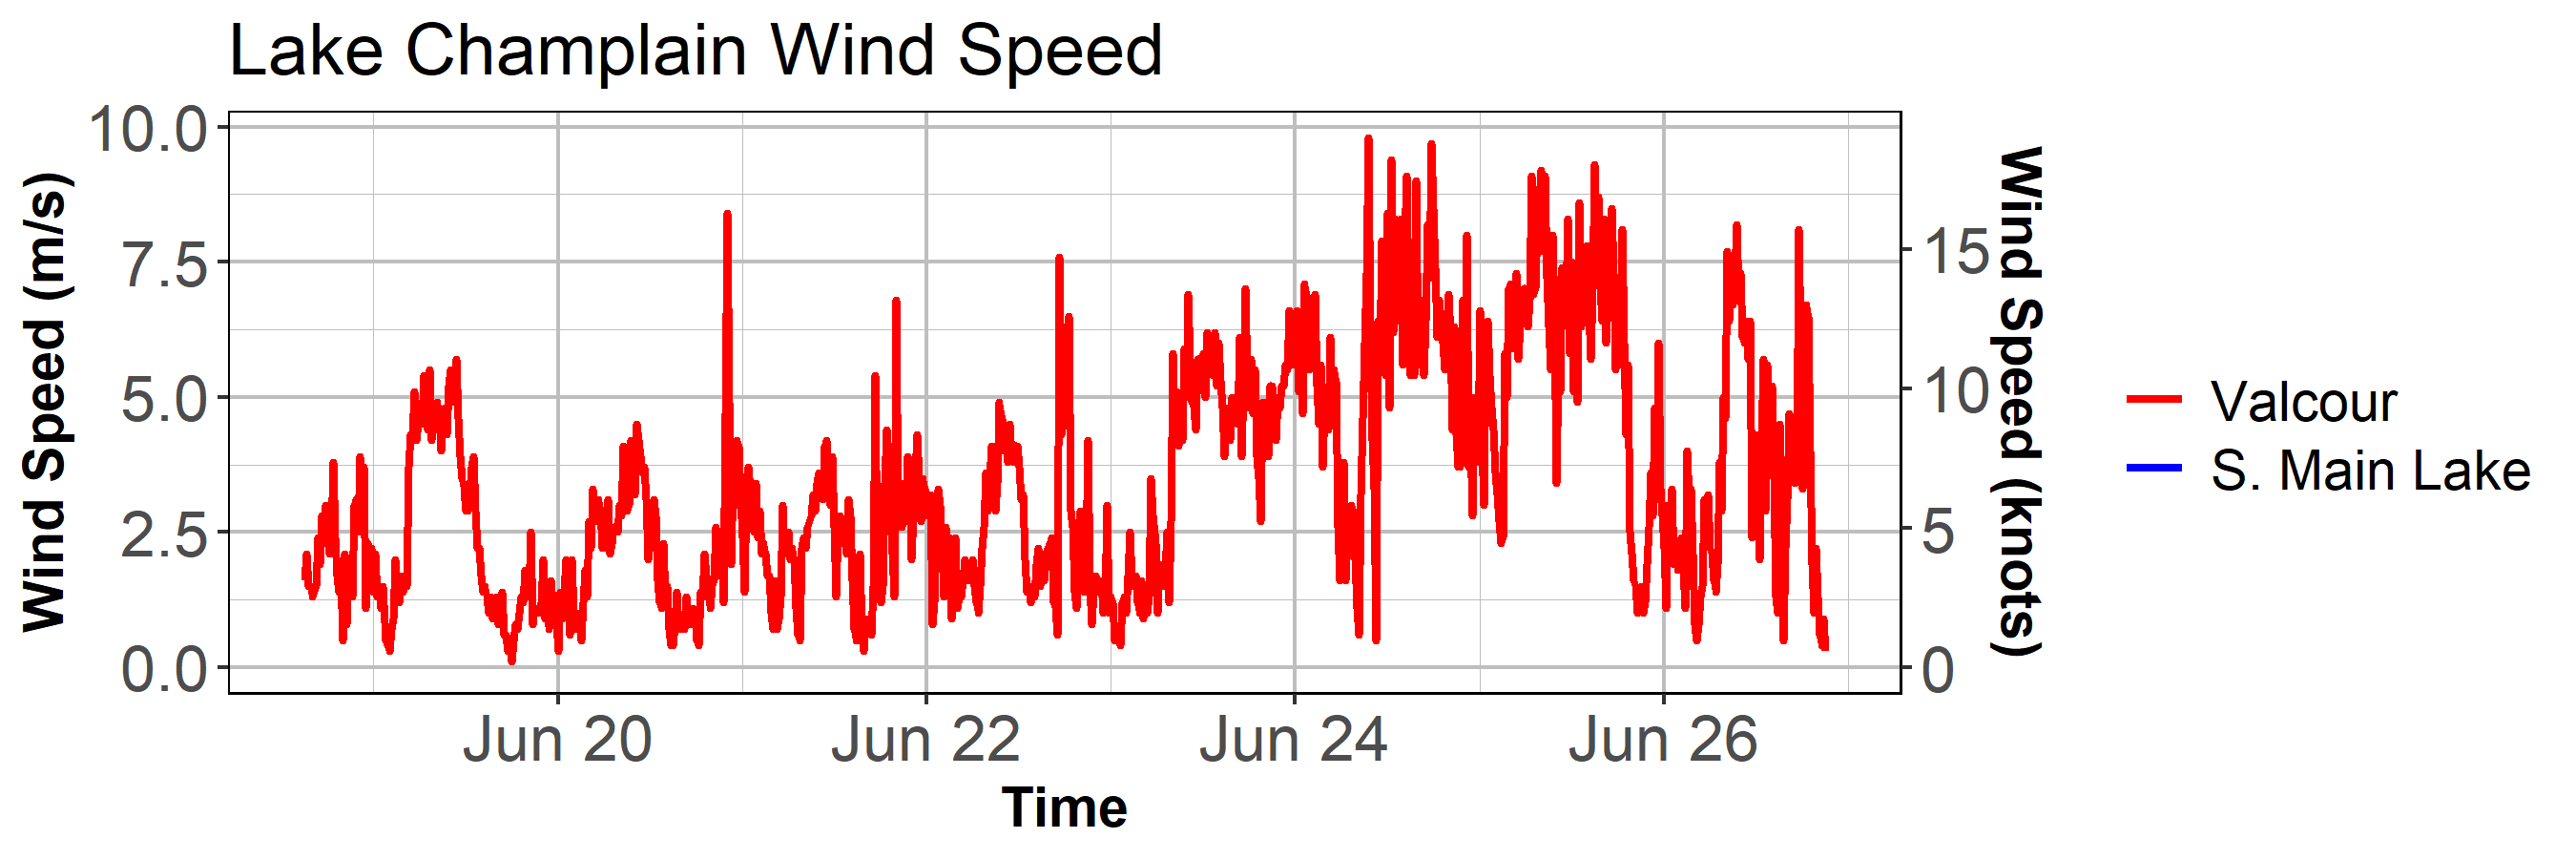 Lake Champlain Wind Speed
Wind Speed (m/s)
10.0
7.5
5.0
2.5
0.0
15
10
5
0
Wind Speed (knots)
Jun 20
Jun 22
Jun 24
Jun 26
Time
Valcour
S. Main Lake